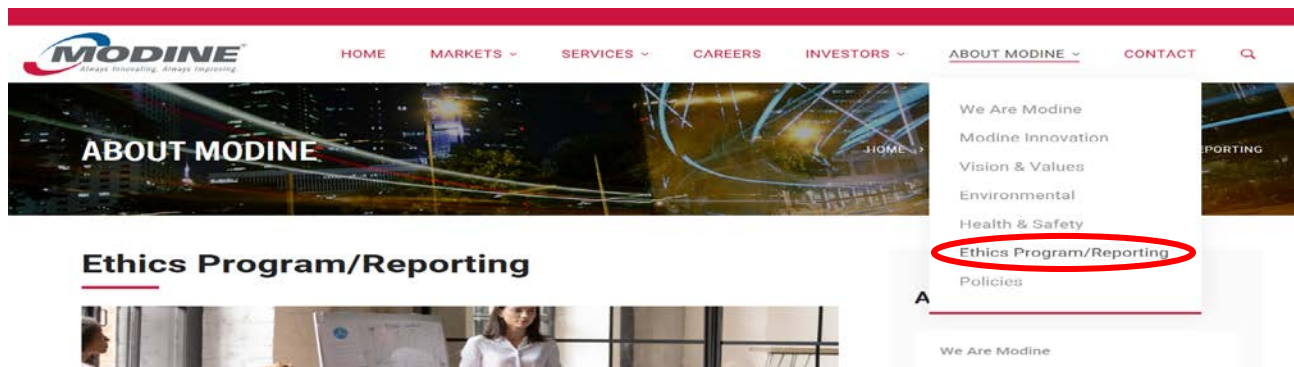 MODINE
Always Innovating. Always Improving.
HOME MARKETS SERVICES CAREERS INVESTORS ABOUT MODINE CONTACT
We Are Modine
Modine Innovation
Vision & Values
Environmental
Health & Safety
Ethics Program/Reporting
Policies
ABOUT MODINE
HOME > PORTING
Ethics Program/Reporting
A
We Are Modine